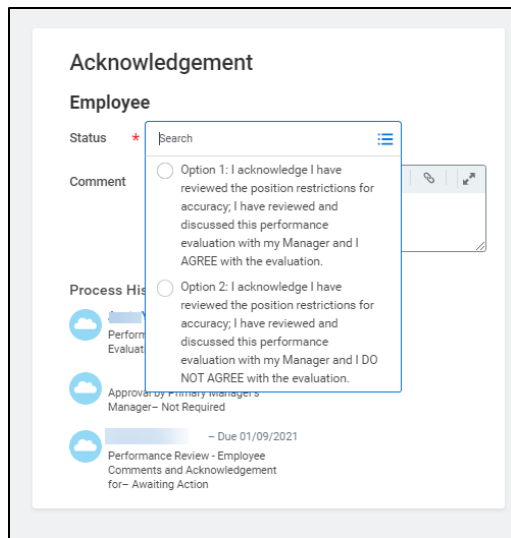 Acknowledgement
Employee
Status *
Search
Option 1: I acknowledge I have
reviewed the position restrictions for
accuracy; I have reviewed and
discussed this performance
evaluation with my Manager and I
AGREE with the evaluation.
Option 2: I acknowledge I have
reviewed the position restrictions for
accuracy; I have reviewed and
discussed this performance
evaluation with my Manager and I DO
NOT AGREE with the evaluation.
Comment
Process His
Perform
Evaluat
Approval by Primary Manager's
Manager– Not Required
– Due 01/09/2021
Performance Review - Employee
Comments and Acknowledgement
for– Awaiting Action